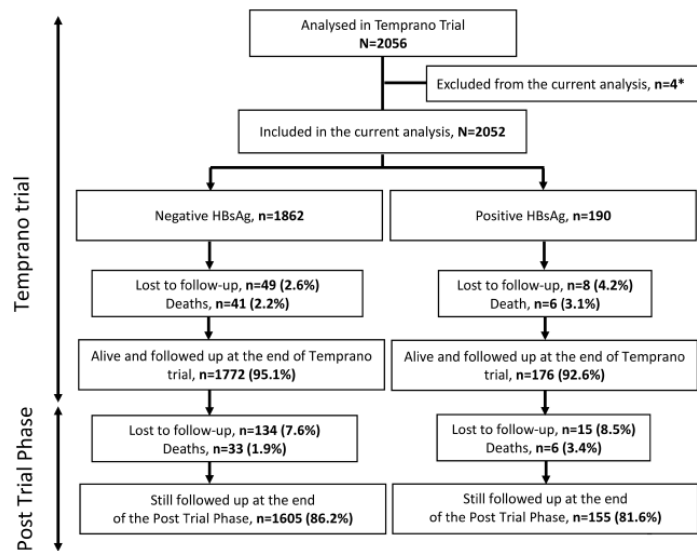 Analysed in Temprano Trial
N=2056
Excluded from the current analysis, n=4*
Included in the current analysis, N=2052
Temprano trial
Negative HBsAg, n=1862
Positive HBsAg, n=190
Lost to follow-up, n=49 (2.6%)
Deaths, n=41 (2.2%)
Lost to follow-up, n=8 (4.2%)
Death, n=6 (3.1%)
Alive and followed up at the end of Temprano
trial, n=1772 (95.1%)
Alive and followed up at the end of Temprano
trial, n=176 (92.6%)
Post Trial Phase
Lost to follow-up, n=134 (7.6%)
Deaths, n=33 (1.9%)
Lost to follow-up, n=15 (8.5%)
Deaths, n=6 (3.4%)
Still followed up at the end
of the Post Trial Phase, n=1605 (86.2%)
Still followed up at the end
of the Post Trial Phase, n=155 (81.6%)